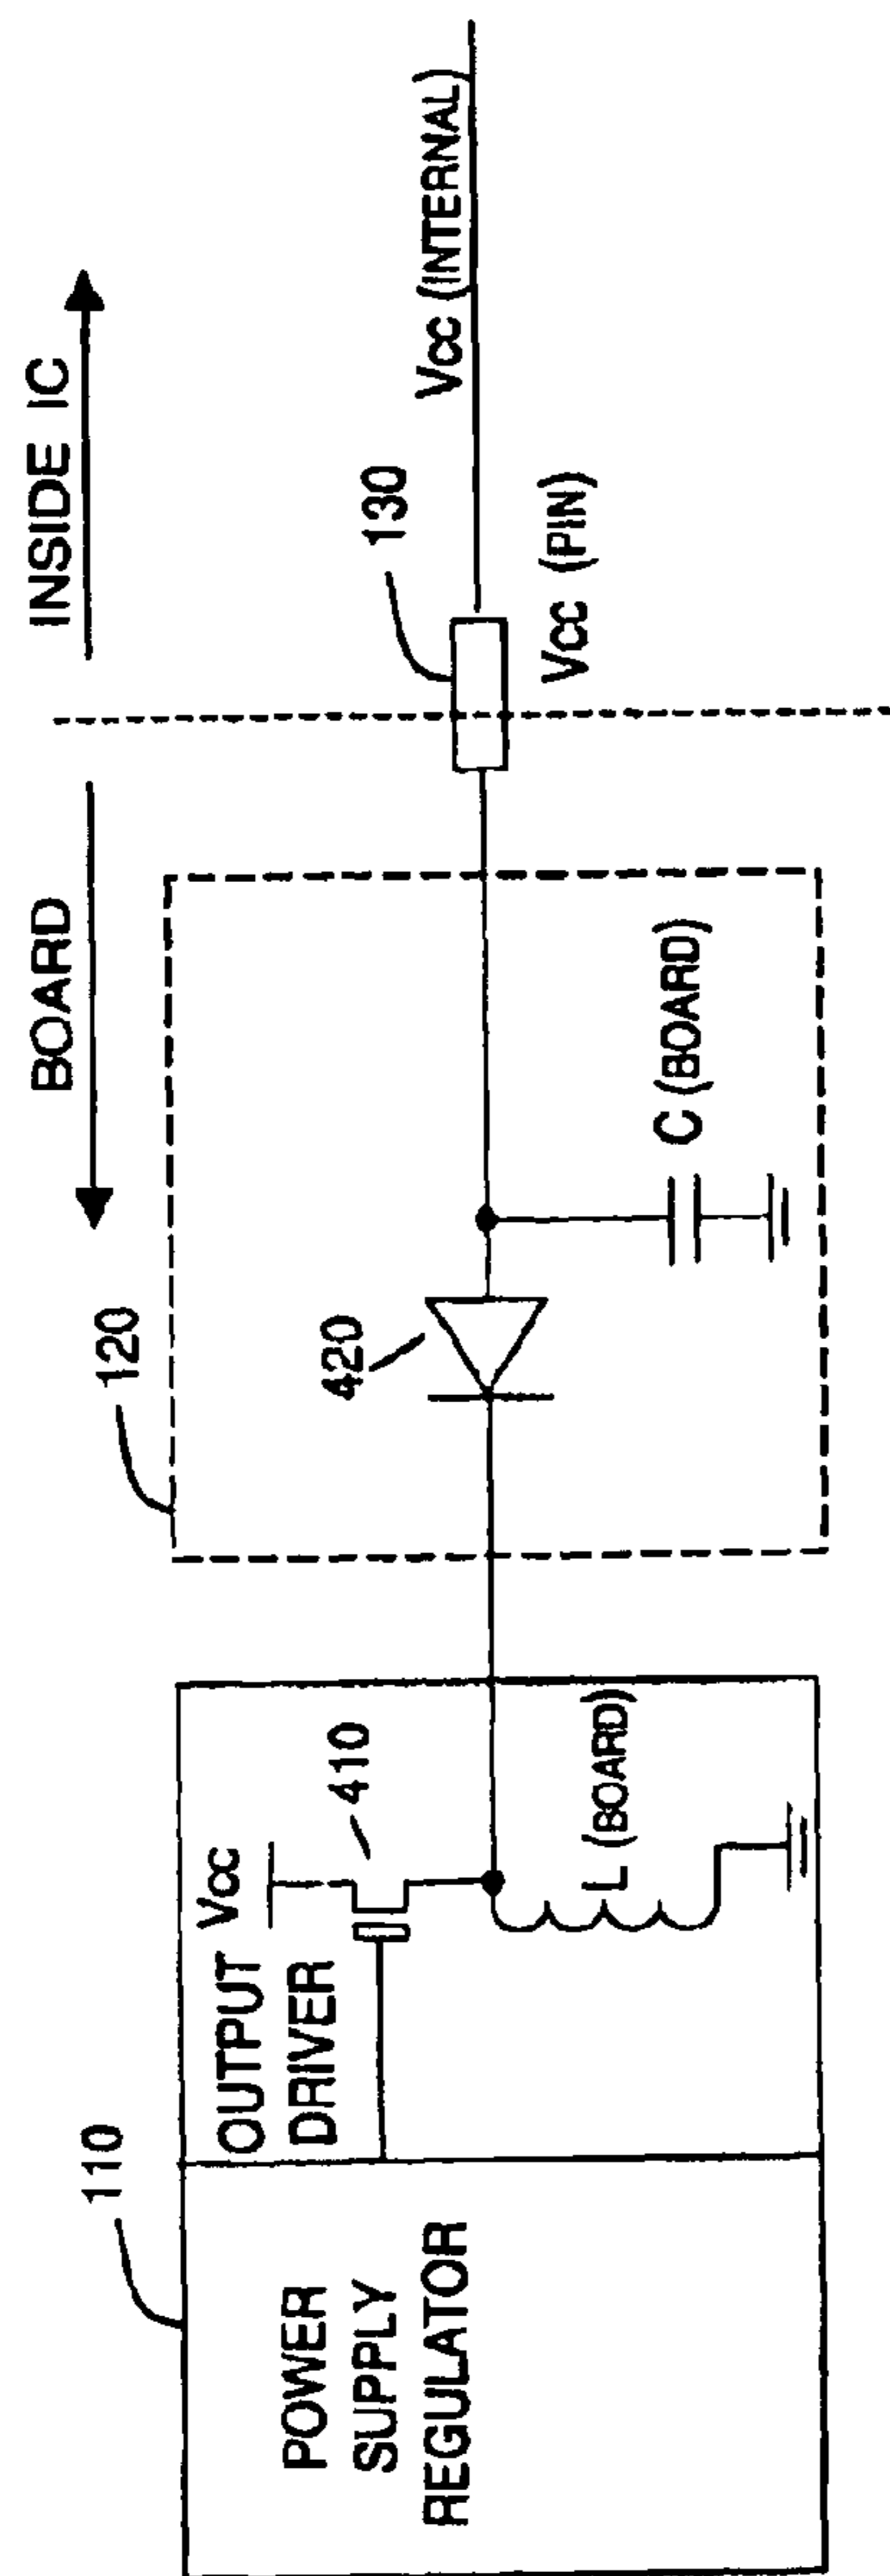 BOARD
INSIDE IC
110
POWER
SUPPLY
REGULATOR
OUTPUT
DRIVER
Vcc
410
L (BOARD)
120
420
C (BOARD)
130
Vcc (PIN)
Vcc (INTERNAL)